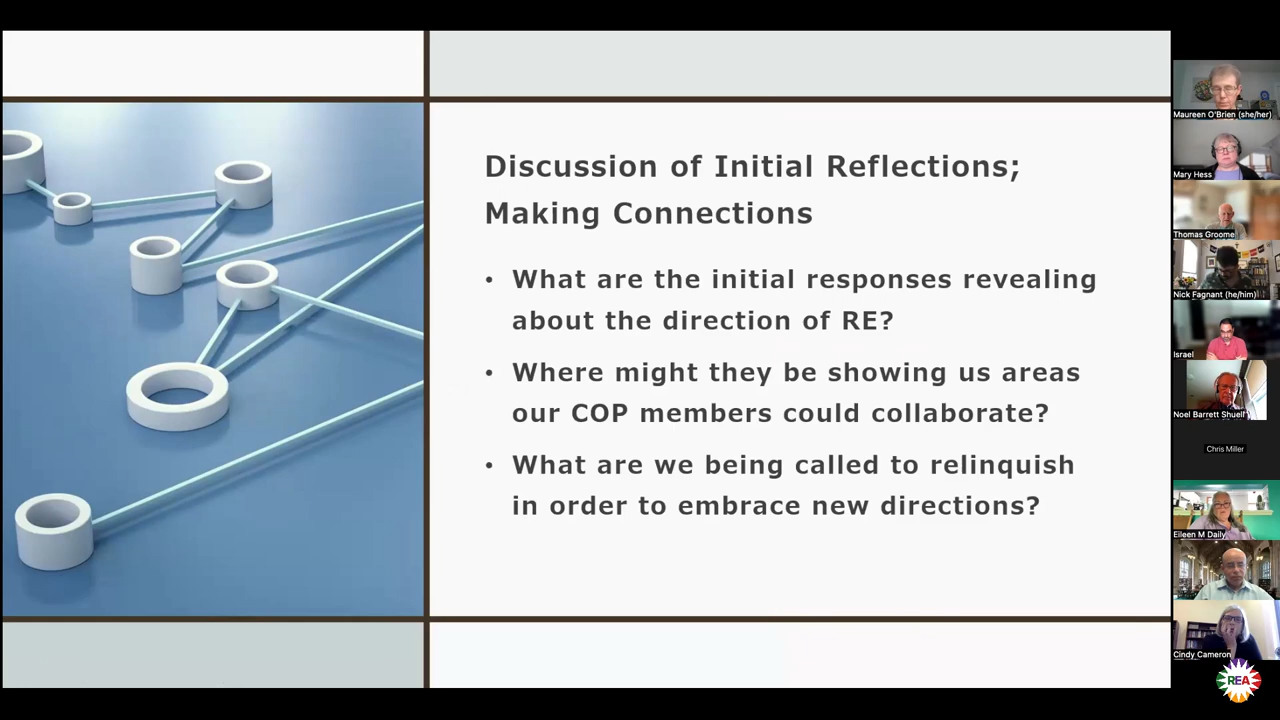 Discussion of Initial Reflections;
Making Connections
• What are the initial responses revealing
about the direction of RE?
• Where might they be showing us areas
our COP members could collaborate?
• What are we being called to relinquish
in order to embrace new directions?
Maureen O'Brien (she/her)
Mary Hess
Thomas Groome
Nick Fagnant (he/him)
Israel
Noel Barrett Shuell
Chris Miller
Eileen M Daily
Cindy Cameron
REA